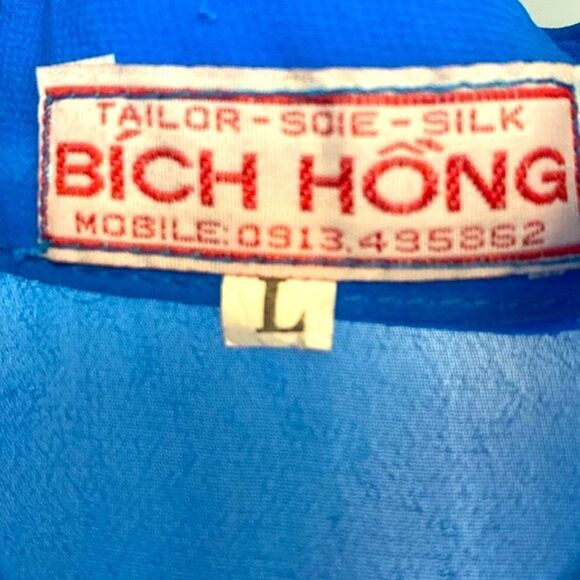 TAILOR - SOIE - SILK
BÍCH HỒNG
MOBILE: 0913.495862
L